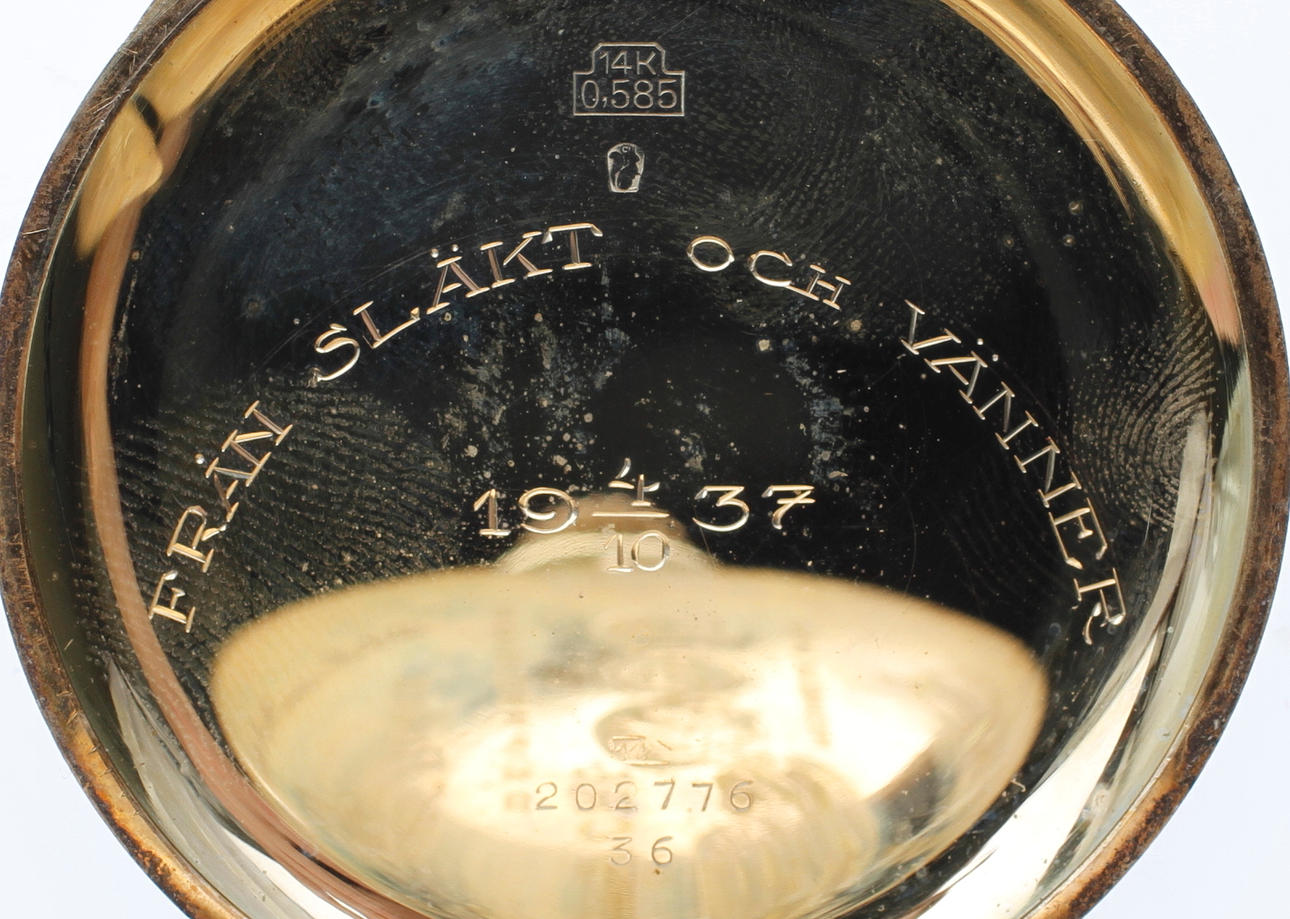 14K
0,585
FRÅN SLÄKT OCH VÄNNER
19 4/10 37
202776
36